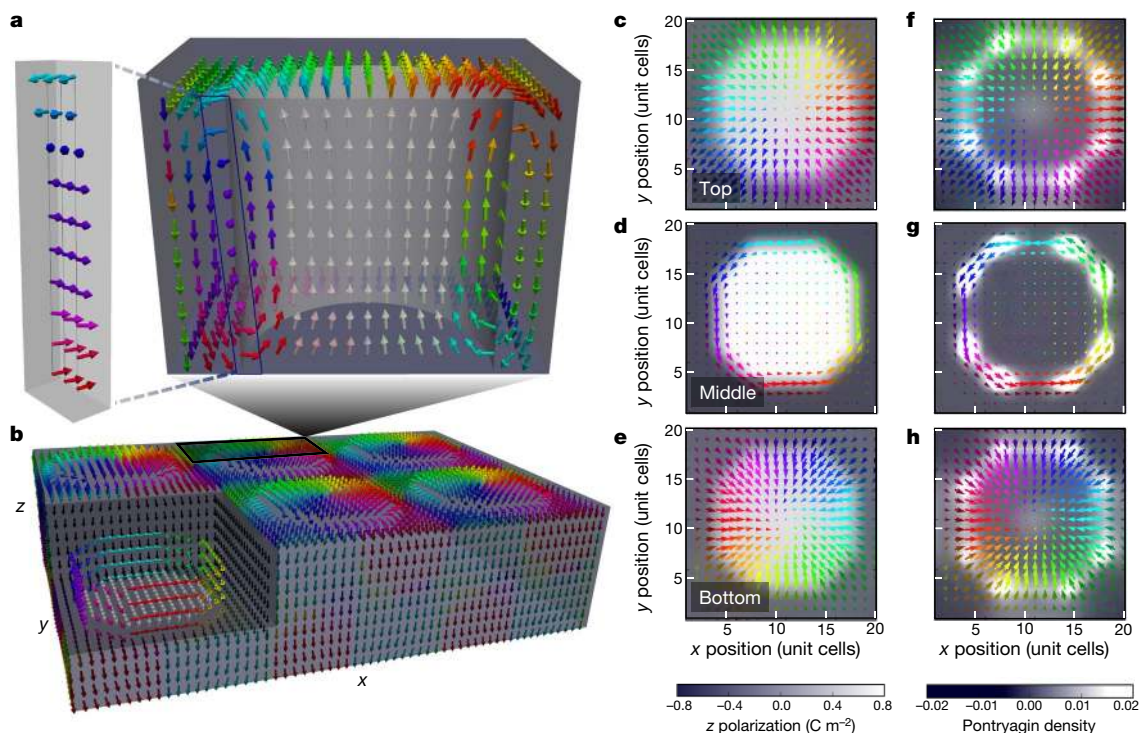 a
b
z
y
x
c
20
15
10
5
y position (unit cells)
Top
d
20
15
10
5
y position (unit cells)
Middle
e
20
15
10
5
y position (unit cells)
Bottom
5 10 15 20
x position (unit cells)
–0.8 –0.4 0.0 0.4 0.8
z polarization (C m–2)
f
g
h
5 10 15 20
x position (unit cells)
–0.02 –0.01 0.00 0.01 0.02
Pontryagin density